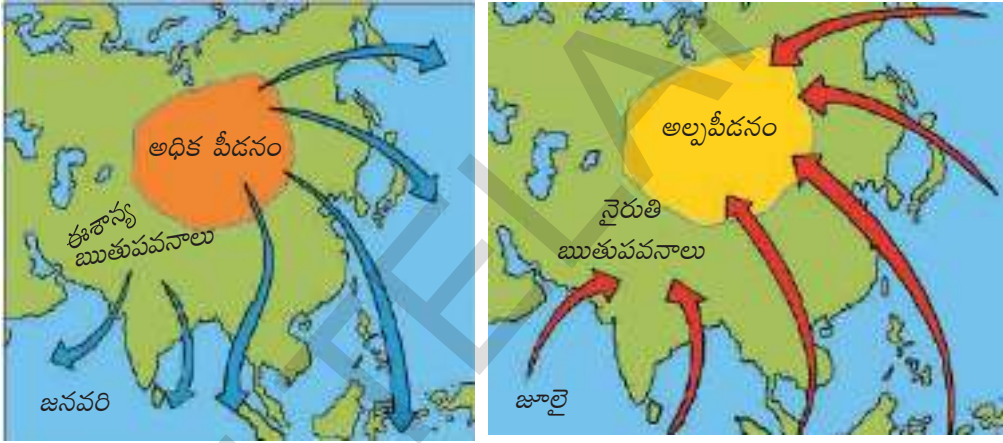 అధిక పీడనం
ఈశాన్య
ఋతుపవనాలు
జనవరి
అల్పపీడనం
నైరుతి
ఋతుపవనాలు
జూలై